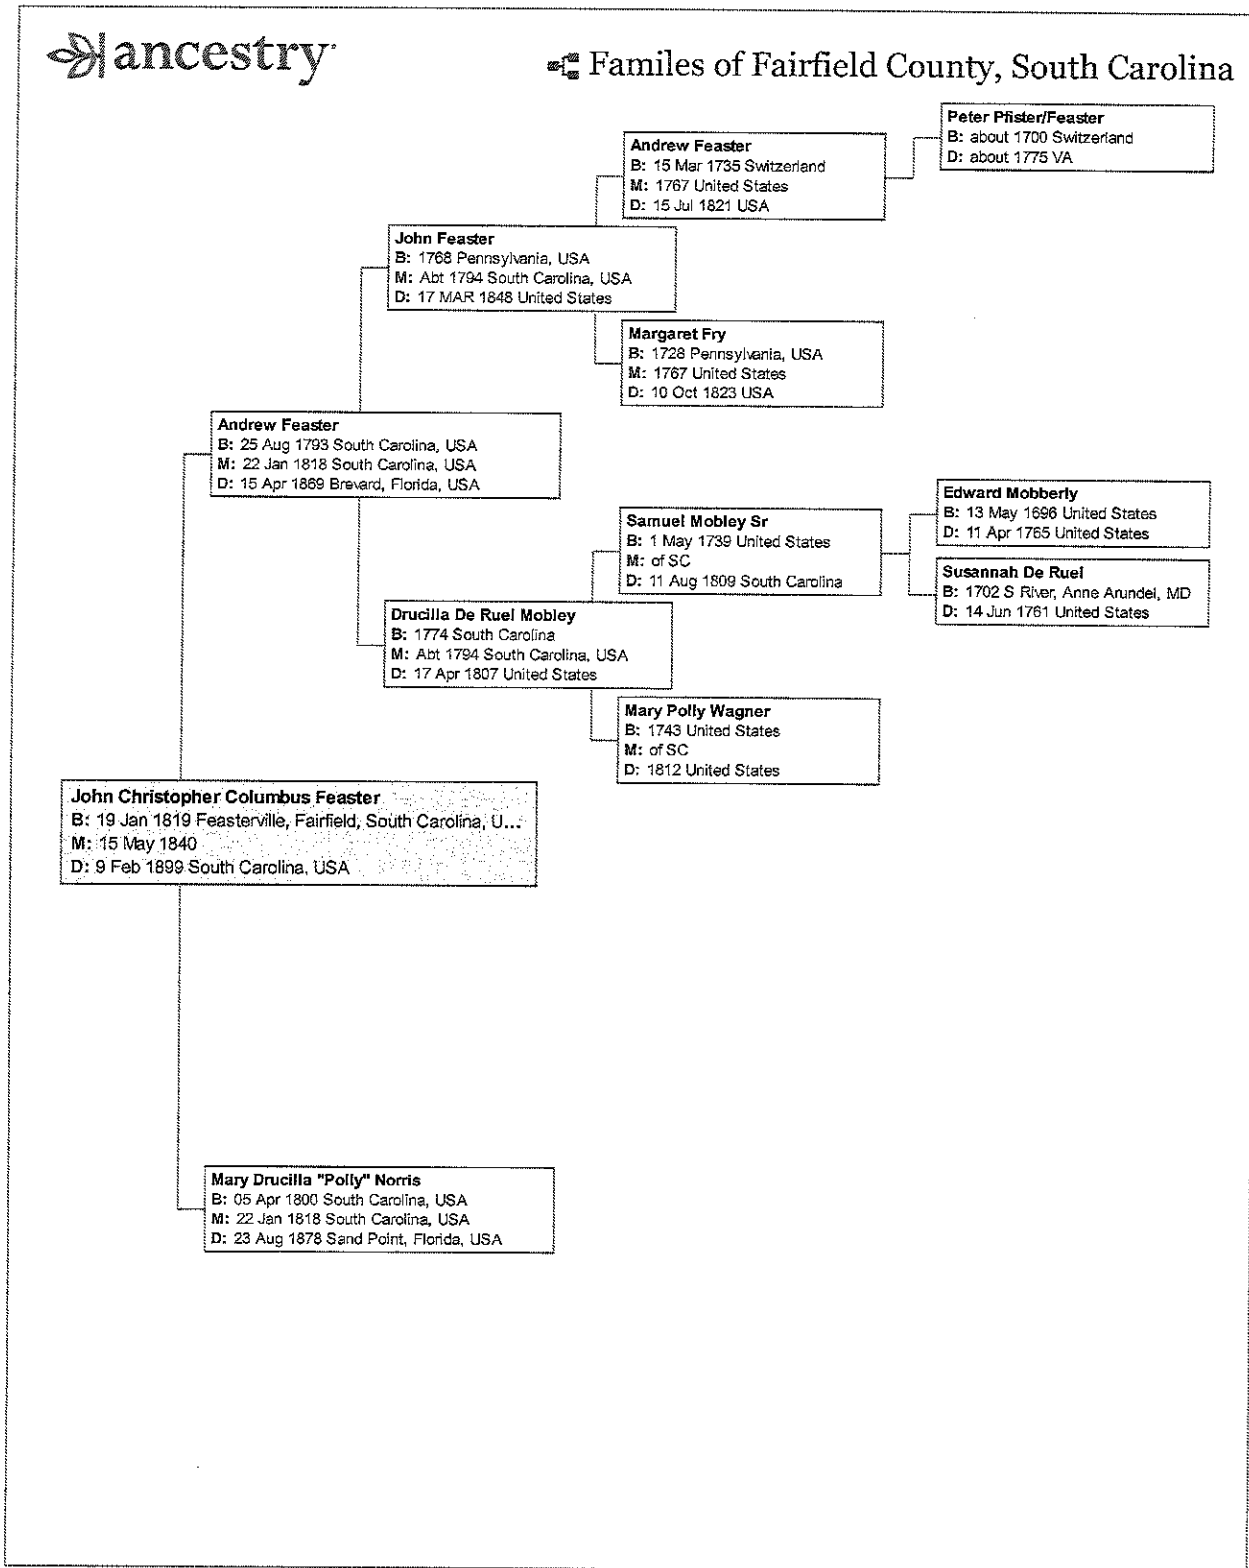 ancestry
Familes of Fairfield County, South Carolina
Peter Pfister/Feaster
B: about 1700 Switzerland
D: about 1775 VA
Andrew Feaster
B: 15 Mar 1735 Switzerland
M: 1767 United States
D: 15 Jul 1821 USA
John Feaster
B: 1768 Pennsylvania, USA
M: Abt 1794 South Carolina, USA
D: 17 MAR 1848 United States
Margaret Fry
B: 1728 Pennsylvania, USA
M: 1767 United States
D: 10 Oct 1823 USA
Andrew Feaster
B: 25 Aug 1793 South Carolina, USA
M: 22 Jan 1818 South Carolina, USA
D: 15 Apr 1869 Brevard, Florida, USA
Edward Mobberly
B: 13 May 1696 United States
D: 11 Apr 1765 United States
Samuel Mobley Sr
B: 1 May 1739 United States
M: of SC
D: 11 Aug 1809 South Carolina
Susannah De Ruel
B: 1702 S River, Anne Arundel, MD
D: 14 Jun 1761 United States
Drucilla De Ruel Mobley
B: 1774 South Carolina
M: Abt 1794 South Carolina, USA
D: 17 Apr 1807 United States
Mary Polly Wagner
B: 1743 United States
M: of SC
D: 1812 United States
John Christopher Columbus Feaster
B: 19 Jan 1819 Feasterville, Fairfield, South Carolina, U...
M: 15 May 1840
D: 9 Feb 1899 South Carolina, USA
Mary Drucilla "Polly" Norris
B: 05 Apr 1800 South Carolina, USA
M: 22 Jan 1818 South Carolina, USA
D: 23 Aug 1878 Sand Point, Florida, USA